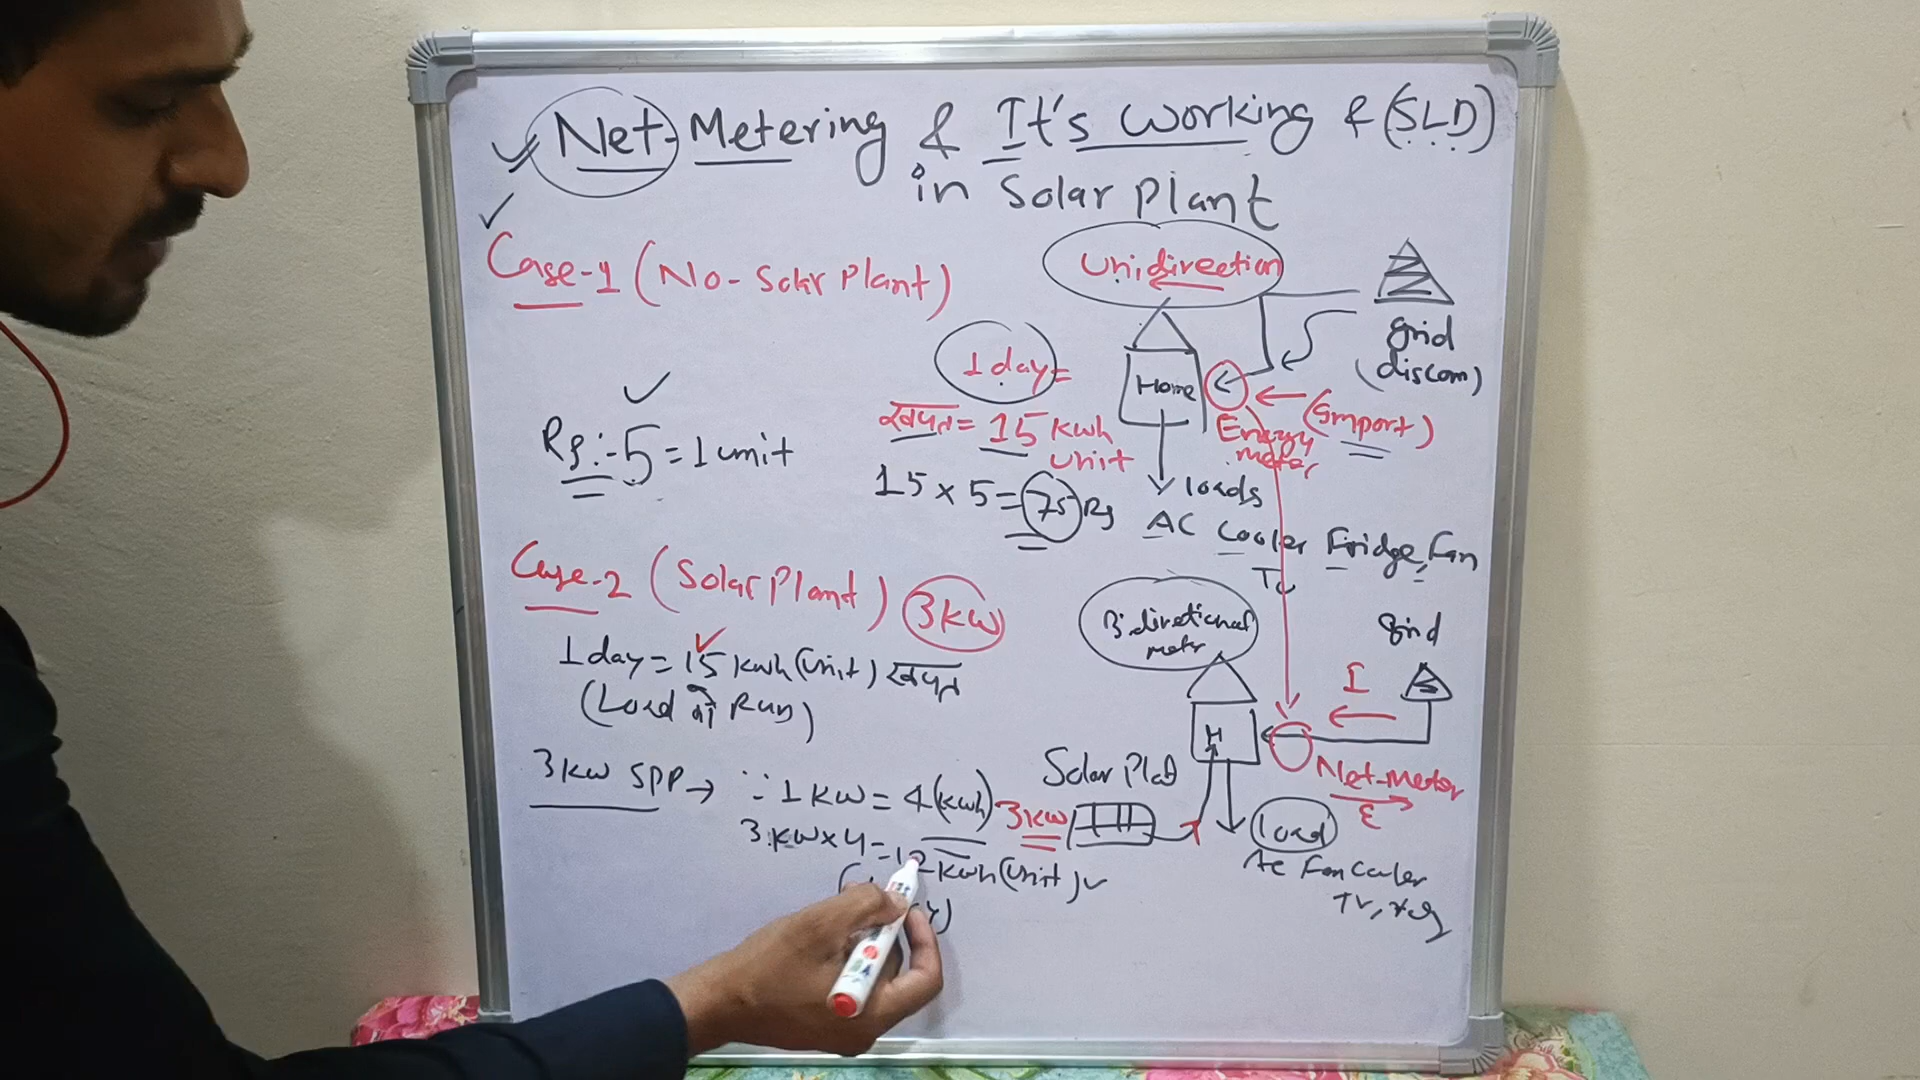 Net-Metering & It's working & (SLD)
in Solar Plant
Case-1 (No-Solar Plant)
Unidirection
grid
(discom)
1 day=
Home
खपत = 15 kwh
unit
Energy
meter
(Import)
Rs:-5 = 1 unit
15 x 5 = 75 Rs
loads
AC Cooler Fridge, Fan
Tv
Case-2 (Solar Plant) 3kw
Bidirectional
metr
grid
1 day = 15 kwh (unit) खपत
(Load
Run)
I
H
Net-meter
E
3kw SPP → ∵ 1 KW = 4 (kwh)
3 kw x 4 = 12 kwh (unit)
Solar Plat
3kw
load
Ac Fan Cooler
TV,